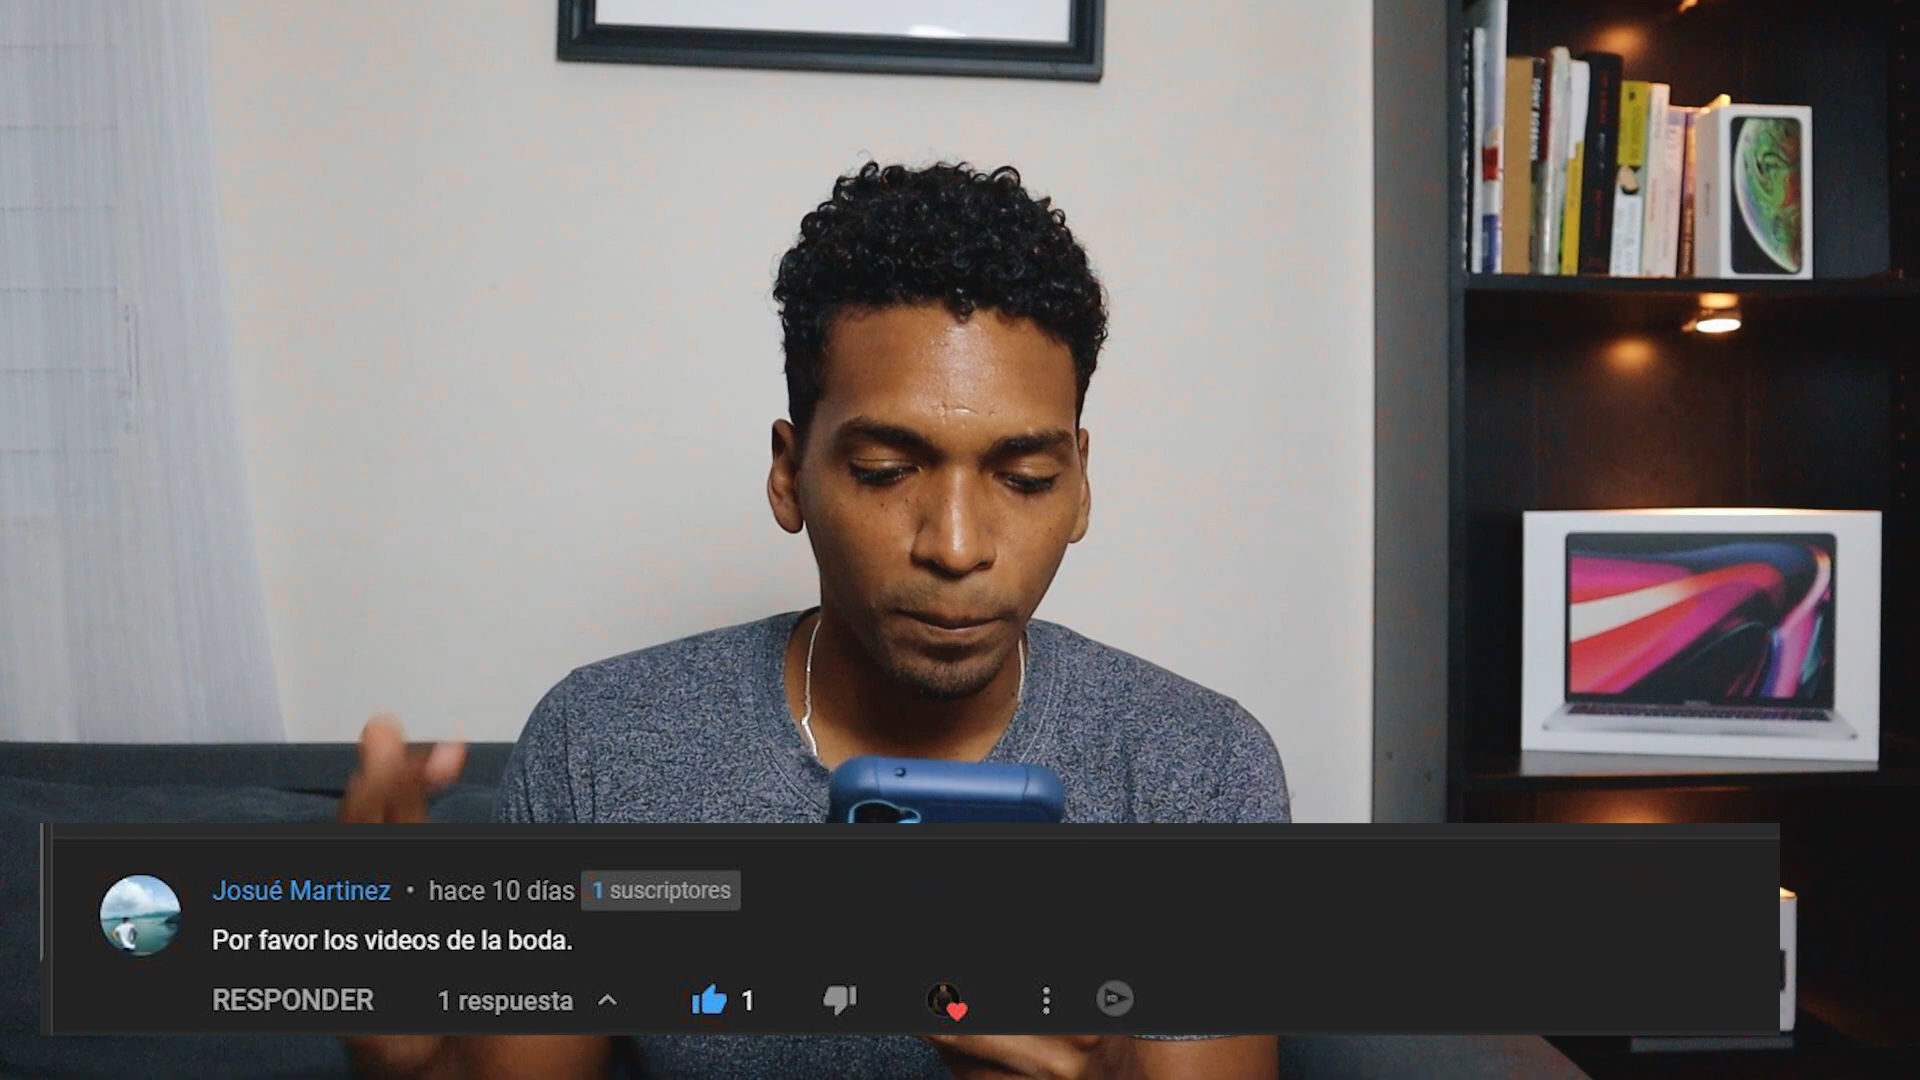 Josué Martinez • hace 10 días 1 suscriptores
Por favor los videos de la boda.
RESPONDER 1 respuesta 1